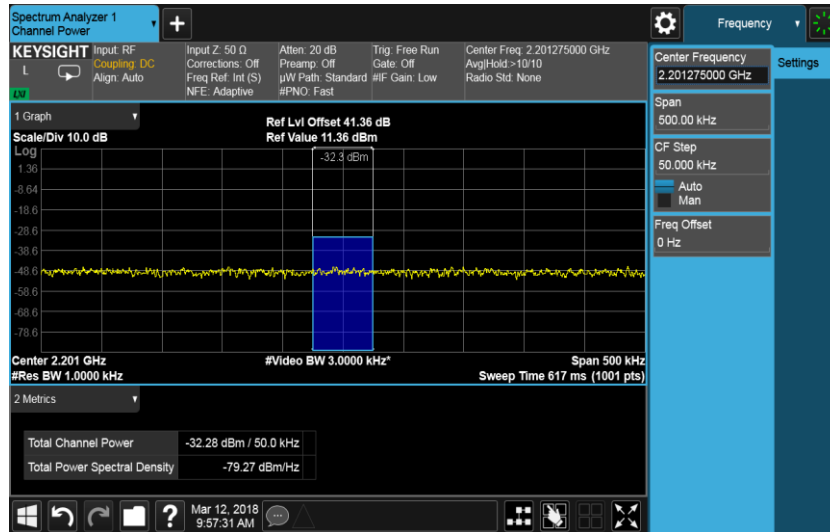 Spectrum Analyzer 1
Channel Power
+
Frequency
KEYSIGHT
L
LXI
Input: RF
Coupling: DC
Align: Auto
Input Z: 50 Ω
Corrections: Off
Freq Ref: Int (S)
NFE: Adaptive
Atten: 20 dB
Preamp: Off
µW Path: Standard
#PNO: Fast
Trig: Free Run
Gate: Off
#IF Gain: Low
Center Freq: 2.201275000 GHz
Avg|Hold:>10/10
Radio Std: None
Center Frequency
2.201275000 GHz
Settings
Span
500.00 kHz
CF Step
50.000 kHz
Auto
Man
Freq Offset
0 Hz
1 Graph
Scale/Div 10.0 dB
Ref Lvl Offset 41.36 dB
Ref Value 11.36 dBm
Log
-32.3 dBm
1.36
-8.64
-18.6
-28.6
-38.6
-48.6
-58.6
-68.6
-78.6
Center 2.201 GHz
#Res BW 1.0000 kHz
#Video BW 3.0000 kHz*
Span 500 kHz
Sweep Time 617 ms (1001 pts)
2 Metrics
Total Channel Power -32.28 dBm / 50.0 kHz
Total Power Spectral Density -79.27 dBm/Hz
?
Mar 12, 2018
9:57:31 AM